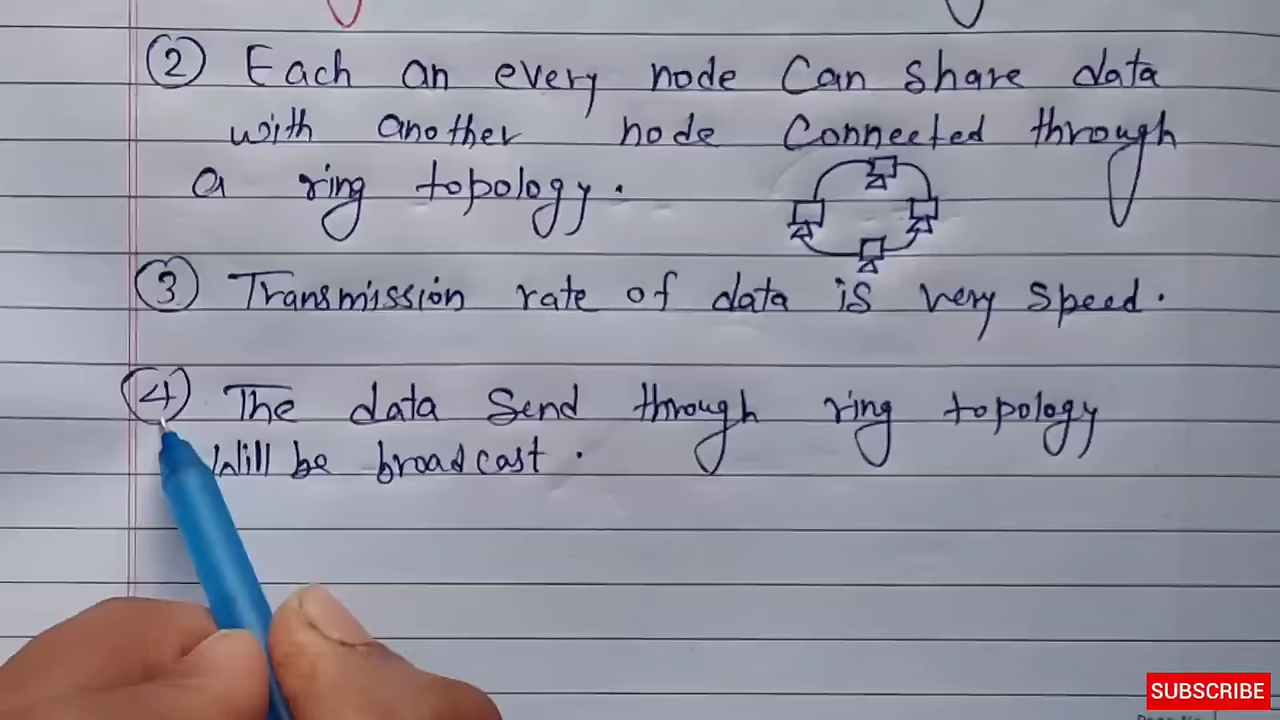 ② Each an every node Can share data
with another node Connected through
a ring topology.
③ Transmission rate of data is very speed.
④ The data Send through ring topology
Will be broadcast.
SUBSCRIBE